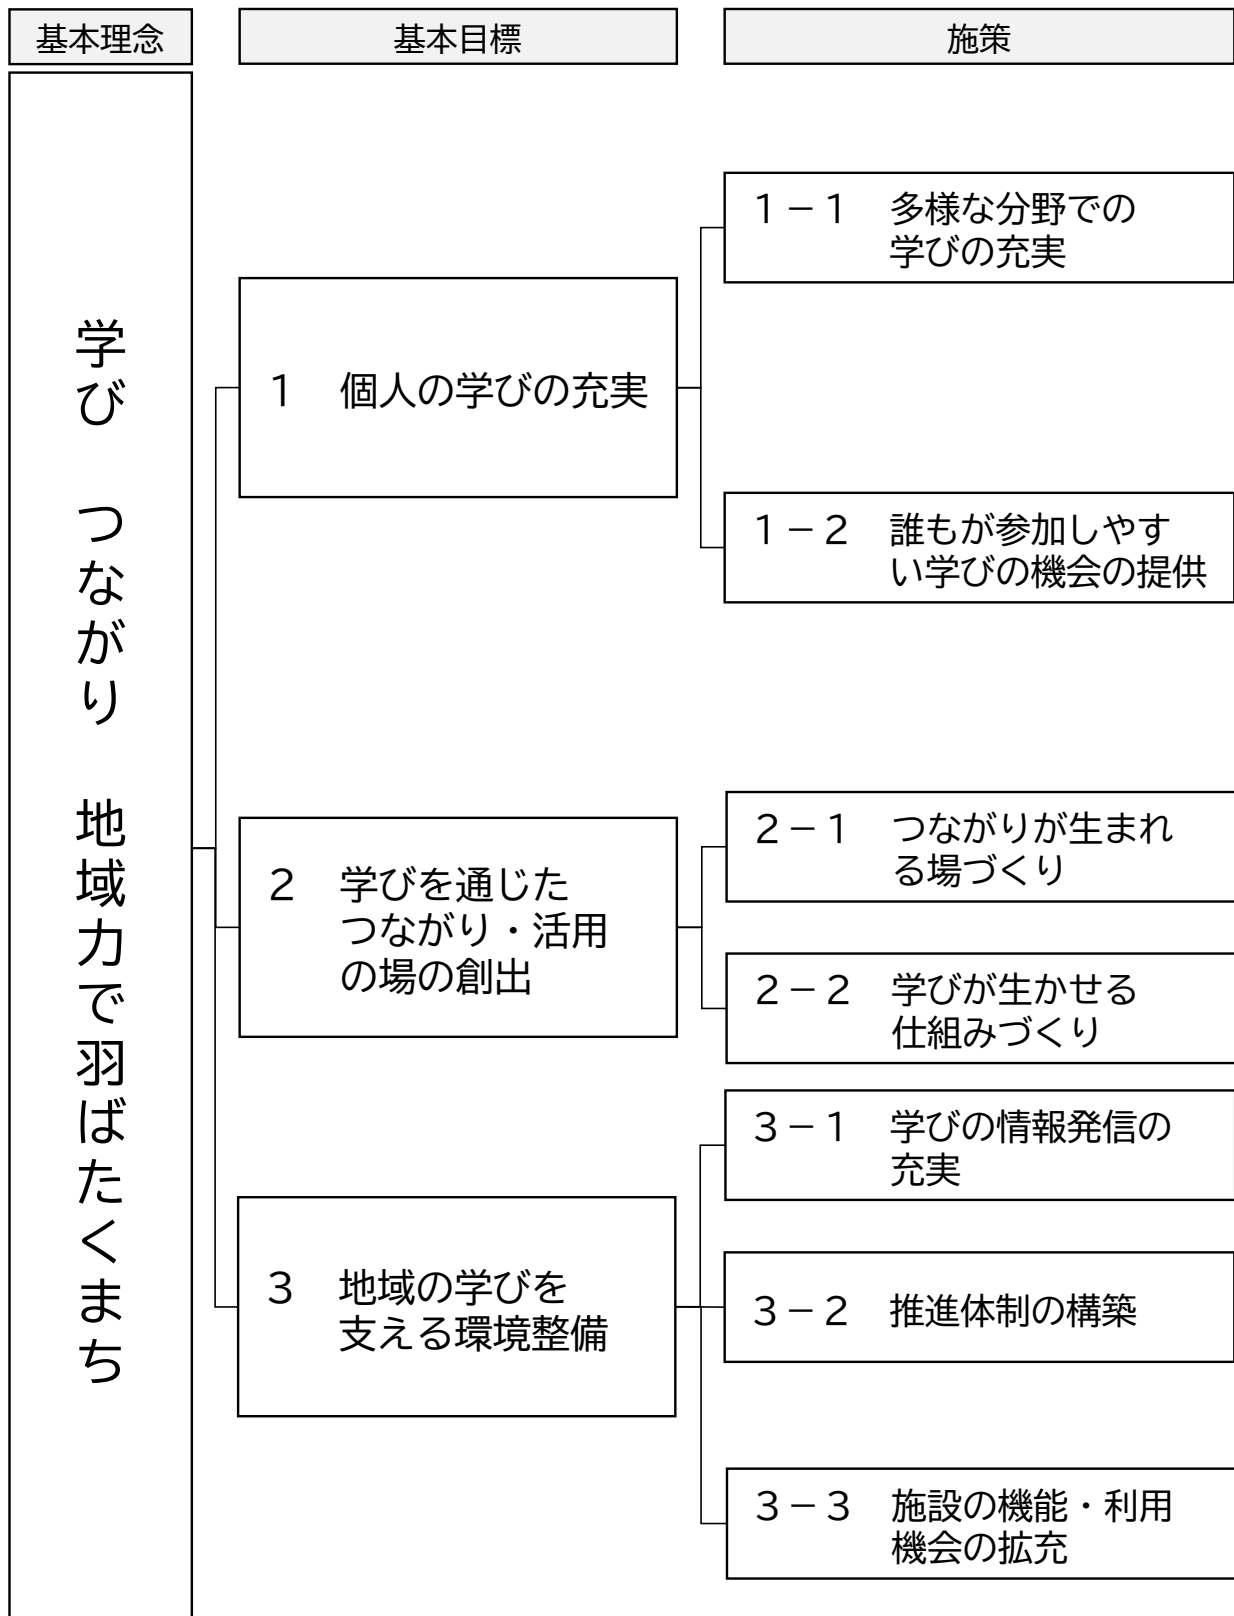 基本理念
基本目標
施策
学び　つながり　地域力で羽ばたくまち
１　個人の学びの充実
１－１　多様な分野での
学びの充実
１－２　誰もが参加しやす
い学びの機会の提供
２　学びを通じた
つながり・活用
の場の創出
２－１　つながりが生まれ
る場づくり
２－２　学びが生かせる
仕組みづくり
３　地域の学びを
支える環境整備
３－１　学びの情報発信の
充実
３－２　推進体制の構築
３－３　施設の機能・利用
機会の拡充